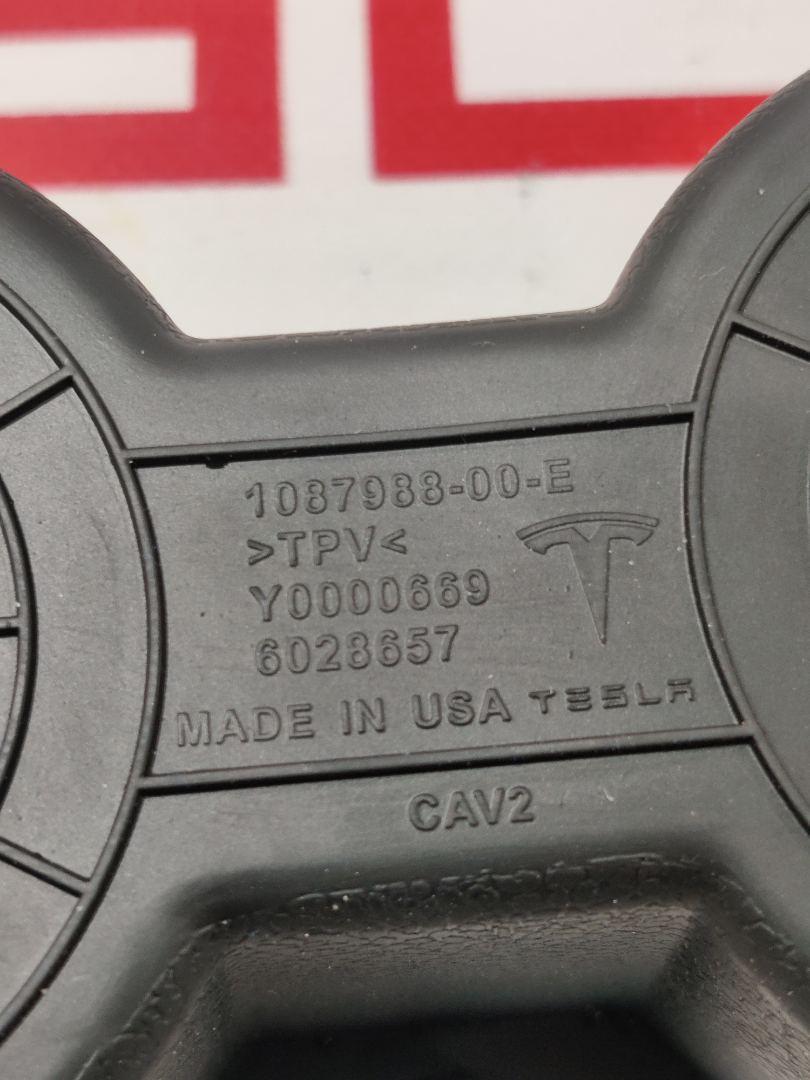 1087988-00-E
>TPV<
Y0000669
6028657
MADE IN USA TESLA
CAV2